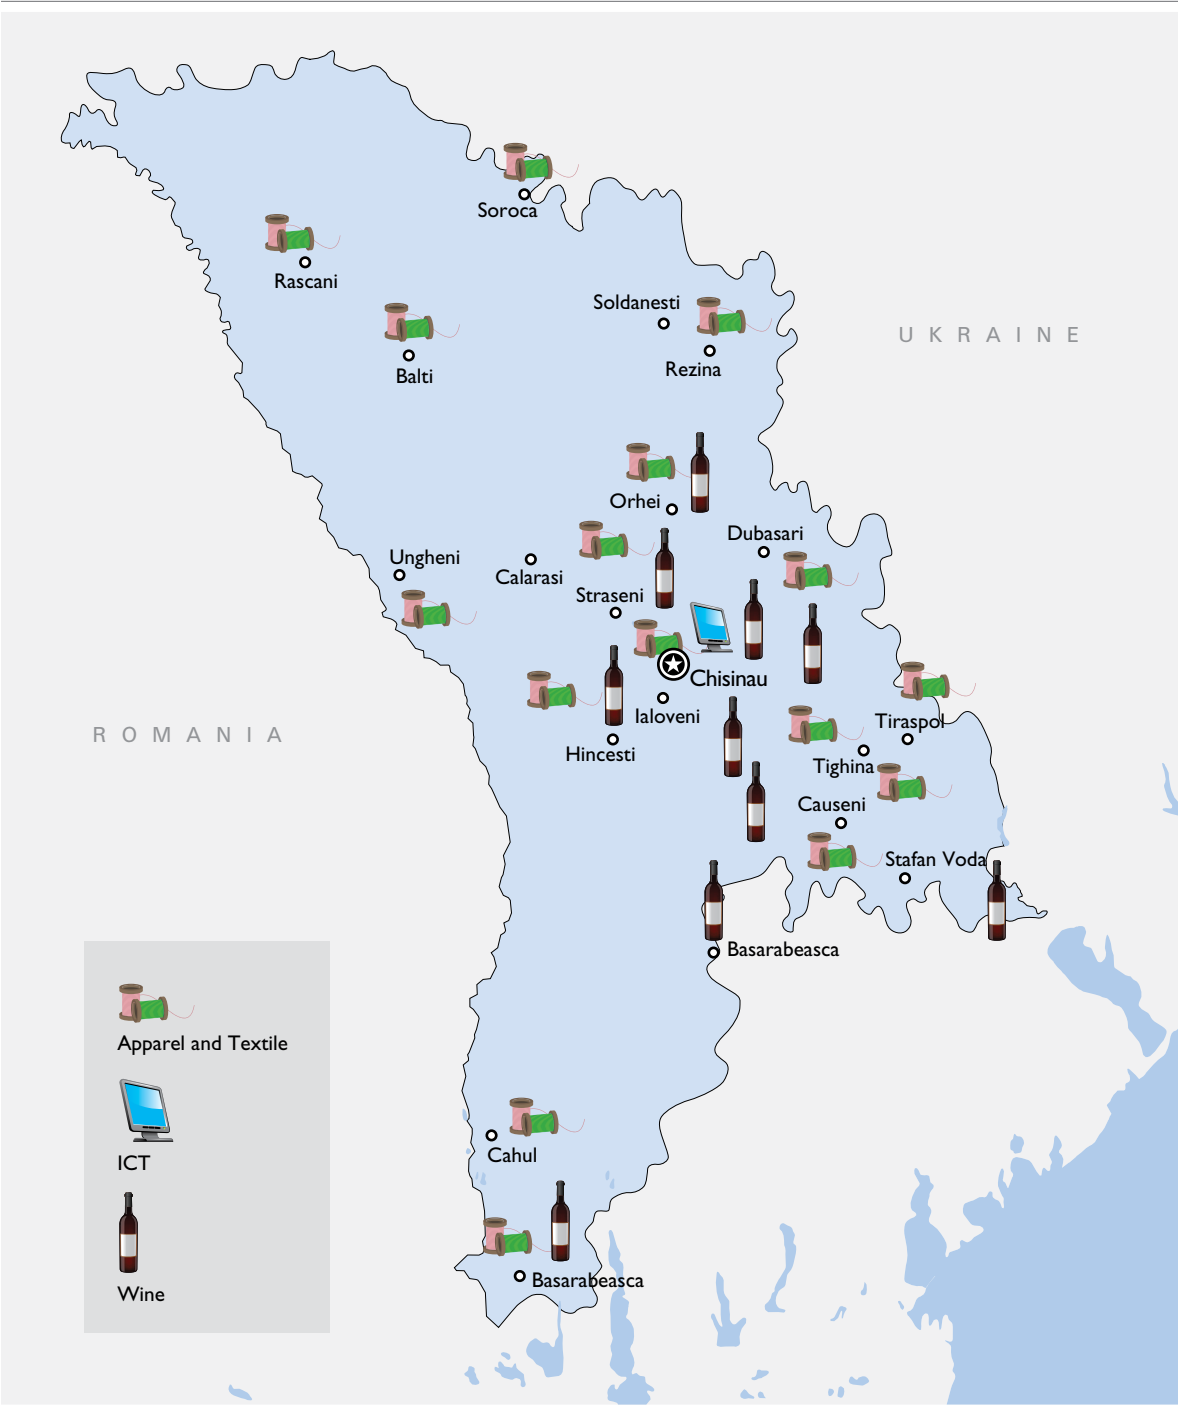 Soroca
Rascani
Soldanesti
UKRAINE
Rezina
Balti
Orhei
Dubasari
Ungheni
Calarasi
Straseni
Chisinau
Ialoveni
Tiraspol
ROMANIA
Hincesti
Tighina
Causeni
Stafan Voda
Basarabeasca
Apparel and Textile
Cahul
ICT
Basarabeasca
Wine